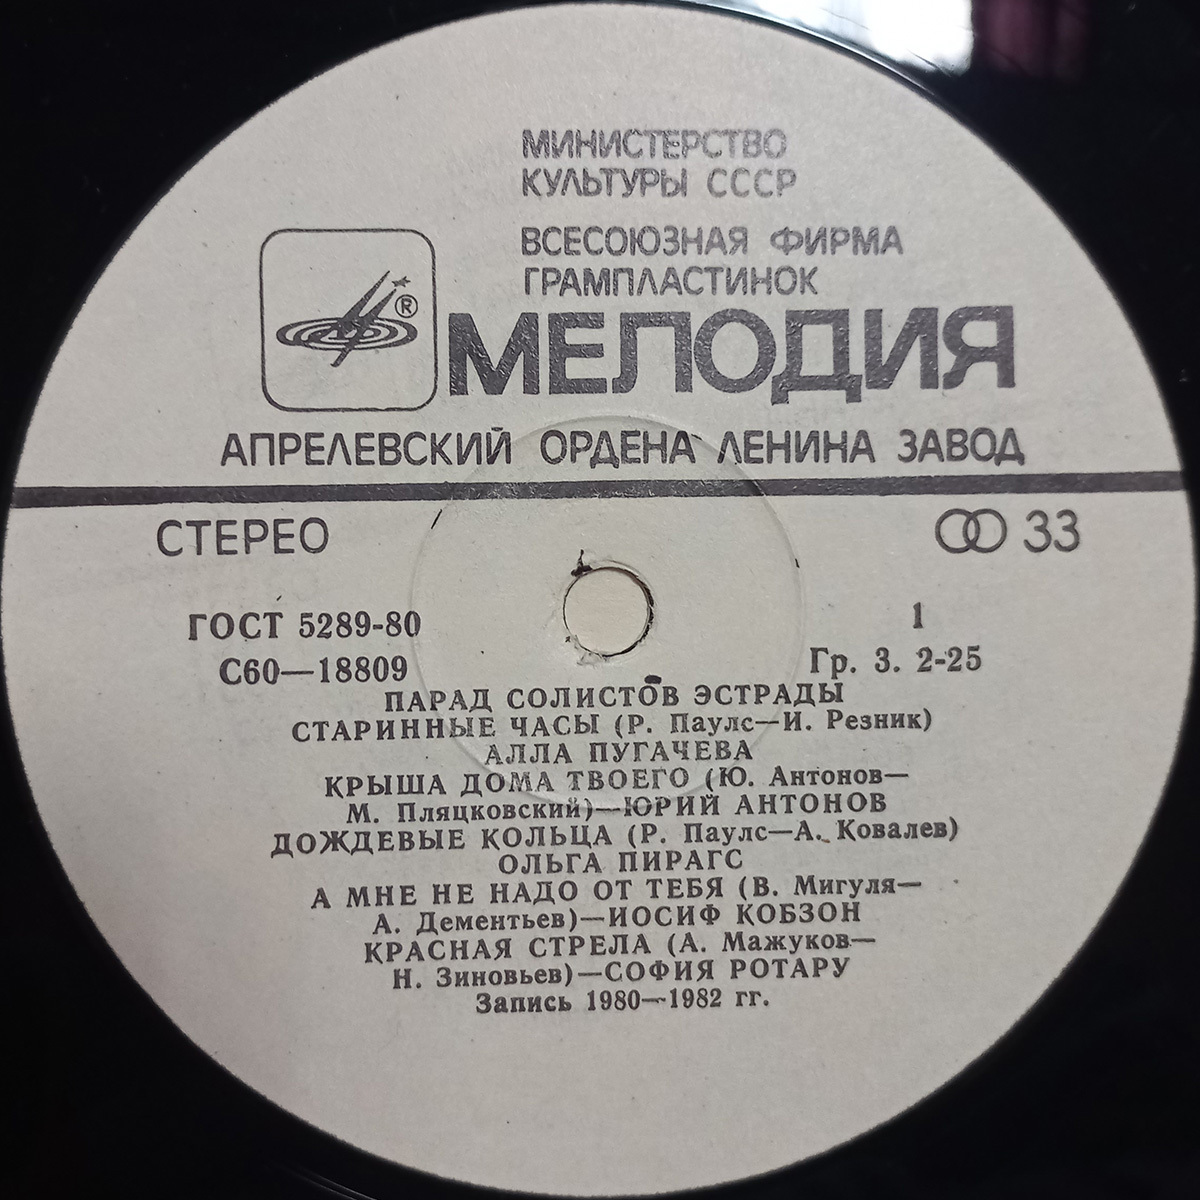 МИНИСТЕРСТВО
КУЛЬТУРЫ СССР
ВСЕСОЮЗНАЯ ФИРМА
ГРАМПЛАСТИНОК
®
МЕЛОДИЯ
АПРЕЛЕВСКИЙ ОРДЕНА ЛЕНИНА ЗАВОД
СТЕРЕО
33
ГОСТ 5289-80
1
С60—18809
Гр. 3. 2-25
ПАРАД СОЛИСТОВ ЭСТРАДЫ
СТАРИННЫЕ ЧАСЫ (Р. Паулс—И. Резник)
АЛЛА ПУГАЧЕВА
КРЫША ДОМА ТВОЕГО (Ю. Антонов—
М. Пляцковский)—ЮРИЙ АНТОНОВ
ДОЖДЕВЫЕ КОЛЬЦА (Р. Паулс—А. Ковалев)
ОЛЬГА ПИРАГС
А МНЕ НЕ НАДО ОТ ТЕБЯ (В. Мигуля—
А. Дементьев)—ИОСИФ КОБЗОН
КРАСНАЯ СТРЕЛА (А. Мажуков—
Н. Зиновьев)—СОФИЯ РОТАРУ
Запись 1980—1982 гг.